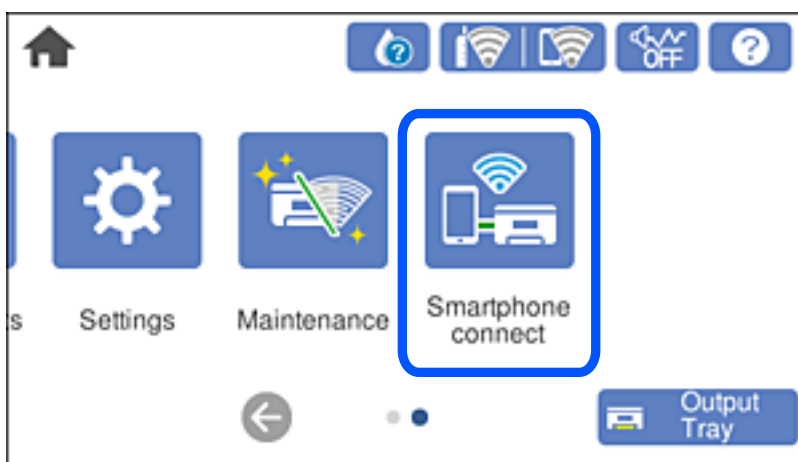 ?
OFF
?
s
Settings
Maintenance
Smartphone
connect
Output
Tray